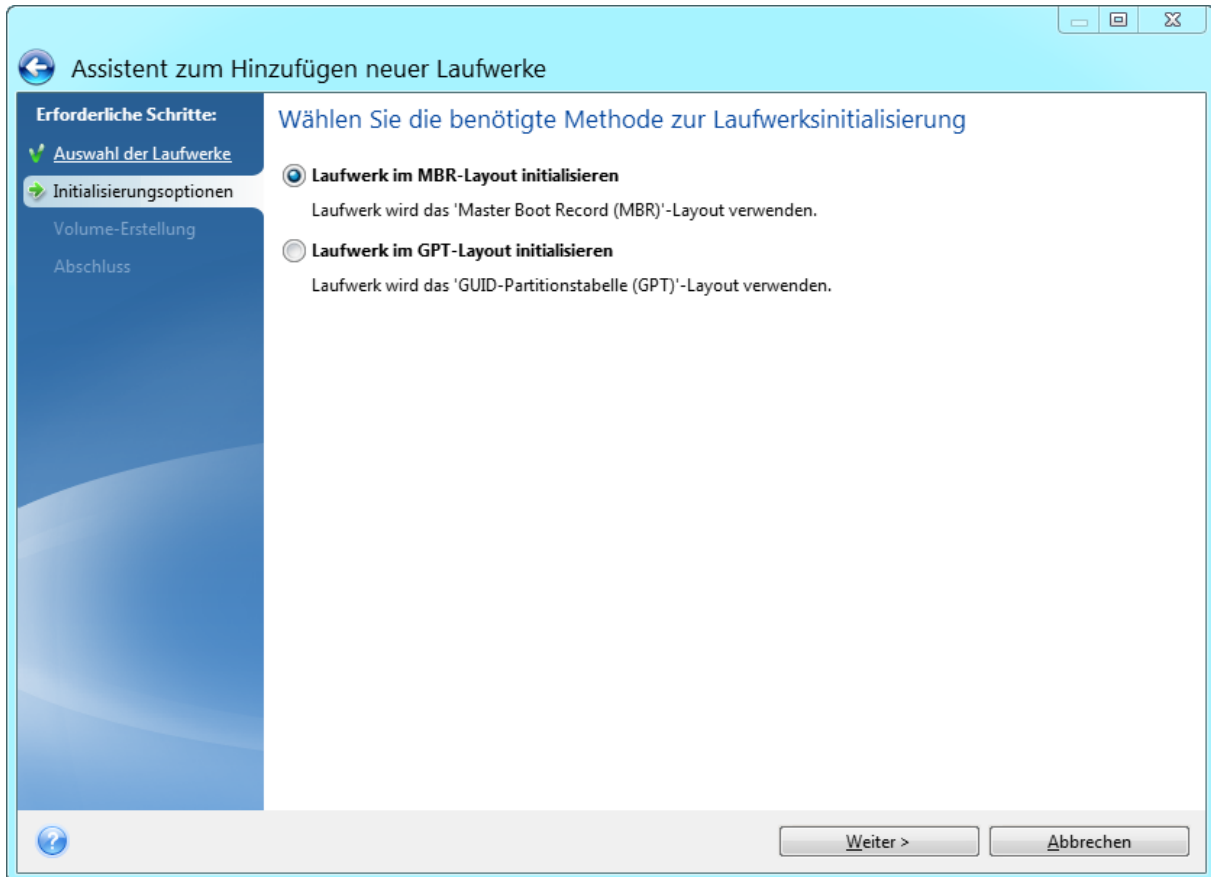 Assistent zum Hinzufügen neuer Laufwerke
Erforderliche Schritte:
Auswahl der Laufwerke
Initialisierungsoptionen
Volume-Erstellung
Abschluss
Wählen Sie die benötigte Methode zur Laufwerksinitialisierung
Laufwerk im MBR-Layout initialisieren
Laufwerk wird das 'Master Boot Record (MBR)'-Layout verwenden.
Laufwerk im GPT-Layout initialisieren
Laufwerk wird das 'GUID-Partitionstabelle (GPT)'-Layout verwenden.
?
Weiter >
Abbrechen